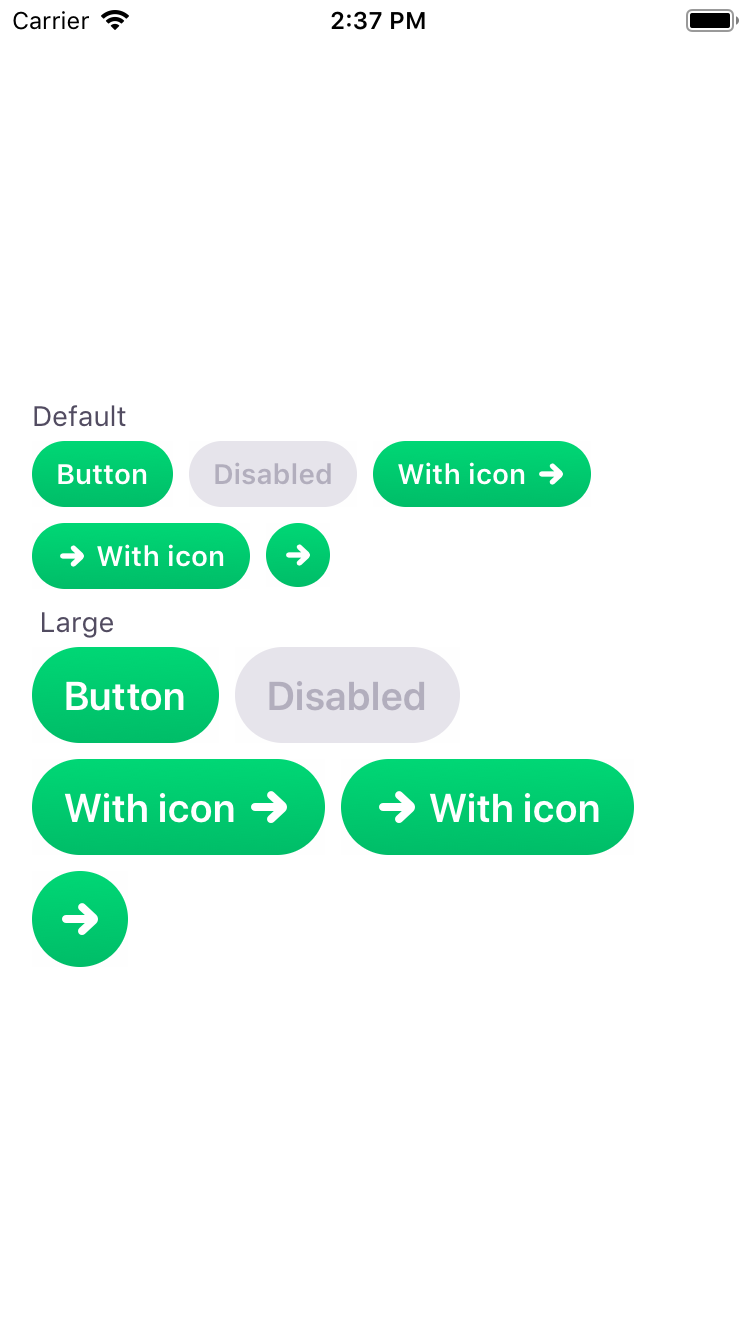 Carrier 2:37 PM
Default
Button Disabled With icon
With icon
Large
Button Disabled
With icon With icon